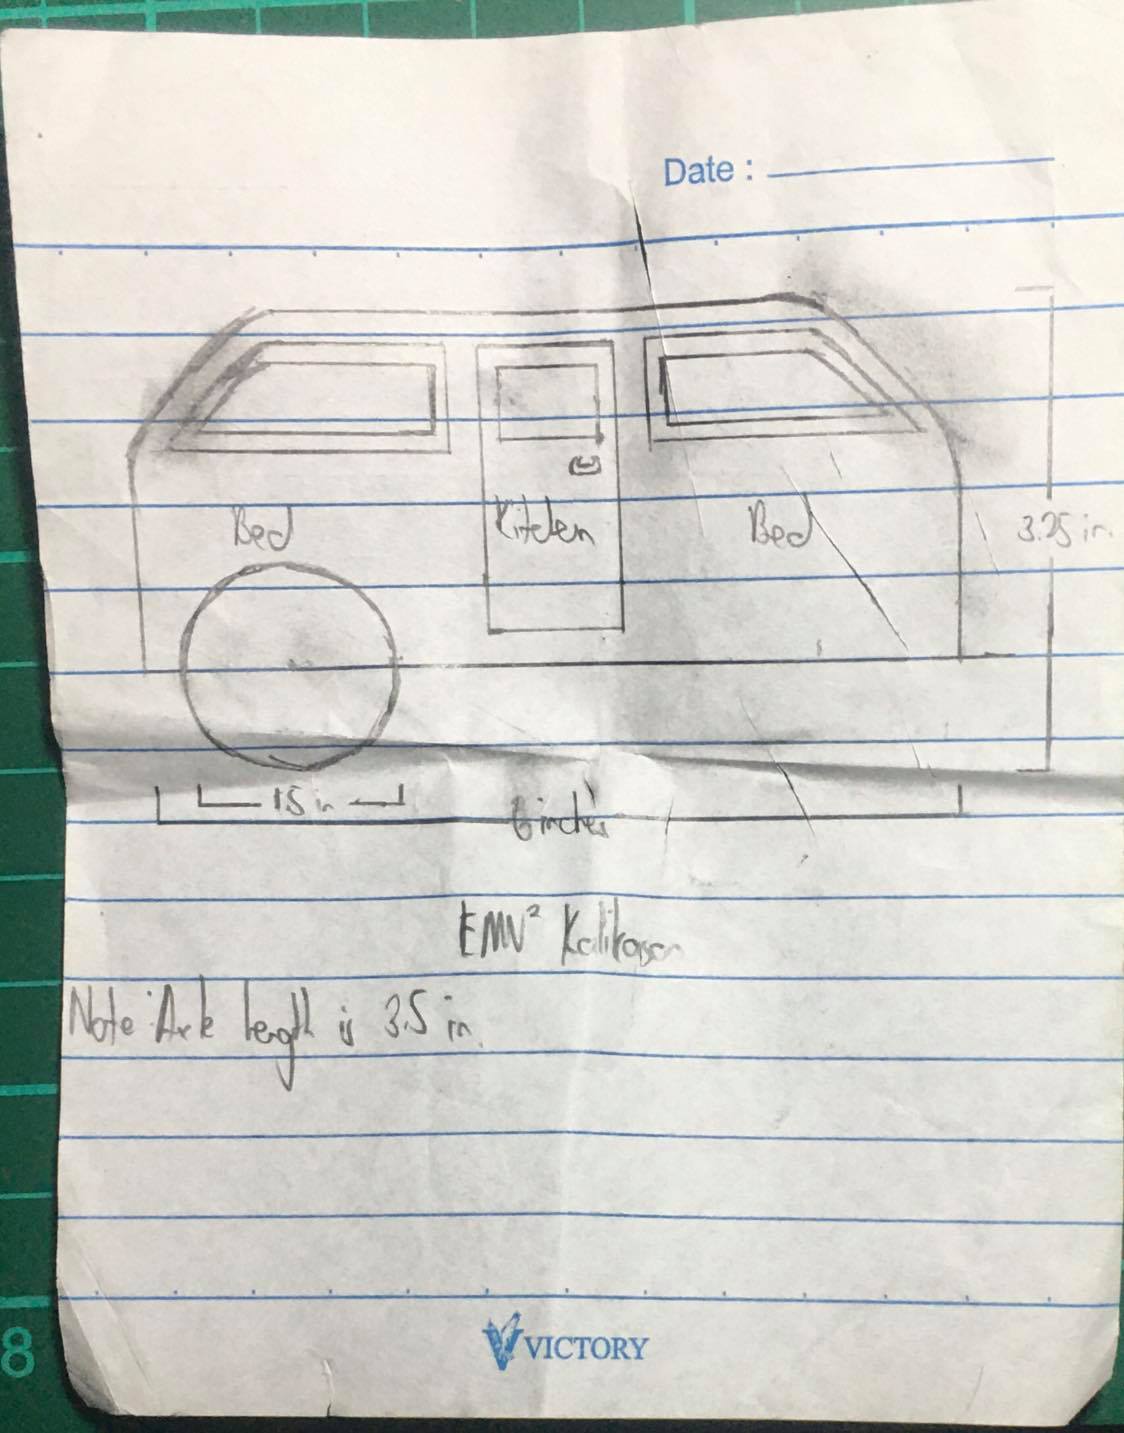 Date :
Bed Kitchen Bed
3.25 in.
1.5 in
6 inches
EMV² Kalikasan
Note: Axle length is 3.5 in.
VICTORY
8